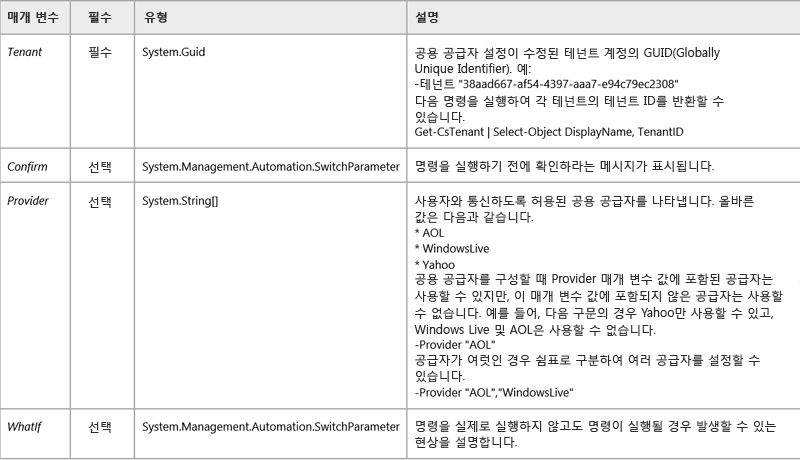 매개 변수 필수 유형 설명
Tenant 필수 System.Guid 공용 공급자 설정이 수정된 테넌트 계정의 GUID(Globally
Unique Identifier). 예:
-테넌트 "38aad667-af54-4397-aaa7-e94c79ec2308"
다음 명령을 실행하여 각 테넌트의 테넌트 ID를 반환할 수
있습니다.
Get-CsTenant | Select-Object DisplayName, TenantID
Confirm 선택 System.Management.Automation.SwitchParameter 명령을 실행하기 전에 확인하라는 메시지가 표시됩니다.
Provider 선택 System.String[] 사용자와 통신하도록 허용된 공용 공급자를 나타냅니다. 올바른
값은 다음과 같습니다.
* AOL
* WindowsLive
* Yahoo
공용 공급자를 구성할 때 Provider 매개 변수 값에 포함된 공급자는
사용할 수 있지만, 이 매개 변수 값에 포함되지 않은 공급자는 사용할
수 없습니다. 예를 들어, 다음 구문의 경우 Yahoo만 사용할 수 있고,
Windows Live 및 AOL은 사용할 수 없습니다.
-Provider "AOL"
공급자가 여럿인 경우 쉼표로 구분하여 여러 공급자를 설정할 수
있습니다.
-Provider "AOL","WindowsLive"
WhatIf 선택 System.Management.Automation.SwitchParameter 명령을 실제로 실행하지 않고도 명령이 실행될 경우 발생할 수 있는
현상을 설명합니다.